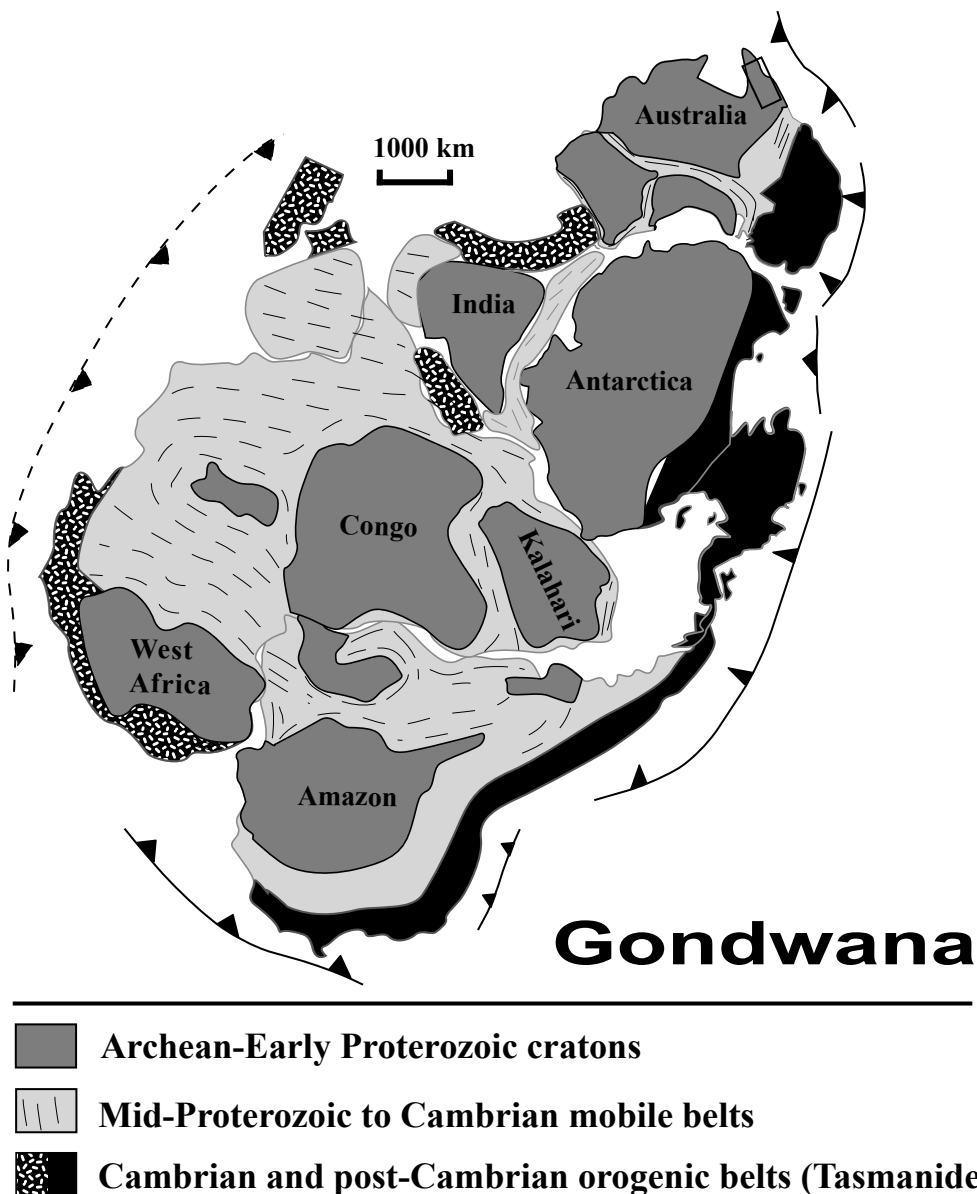 Australia
1000 km
India
Antarctica
Congo
Kalahari
West
Africa
Amazon
Gondwana
Archean-Early Proterozoic cratons
Mid-Proterozoic to Cambrian mobile belts
Cambrian and post-Cambrian orogenic belts (Tasmanide